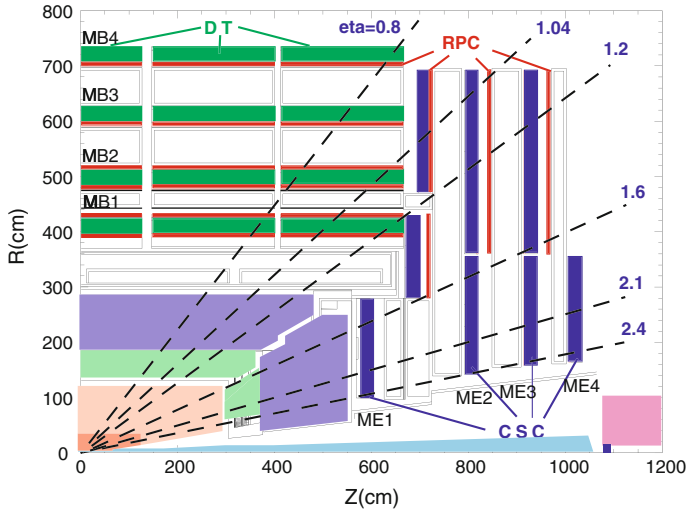 800
700
600
500
400
300
200
100
0
R(cm)
MB4
MB3
MB2
MB1
D T
eta=0.8
RPC
1.04
1.2
1.6
2.1
2.4
ME1
ME2
ME3
ME4
C S C
0
200
400
600
800
1000
1200
Z(cm)